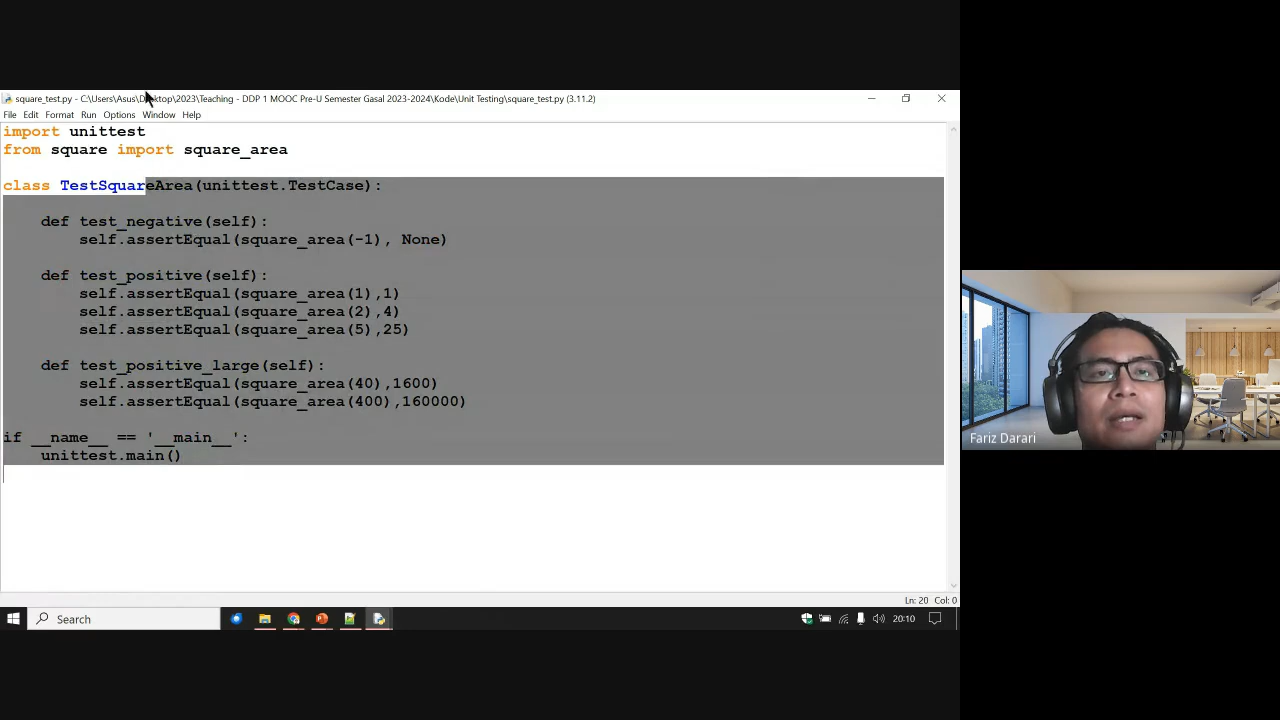 square_test.py - C:\Users\Asus\Desktop\2023\Teaching - DDP 1 MOOC Pre-U Semester Gasal 2023-2024\Kode\Unit Testing\square_test.py (3.11.2)
File Edit Format Run Options Window Help
import unittest
from square import square_area
class TestSquareArea(unittest.TestCase):
def test_negative(self):
self.assertEqual(square_area(-1), None)
def test_positive(self):
self.assertEqual(square_area(1),1)
self.assertEqual(square_area(2),4)
self.assertEqual(square_area(5),25)
def test_positive_large(self):
self.assertEqual(square_area(40),1600)
self.assertEqual(square_area(400),160000)
if __name__ == '__main__':
unittest.main()
Fariz Darari
Ln: 20 Col: 0
Search
20:10